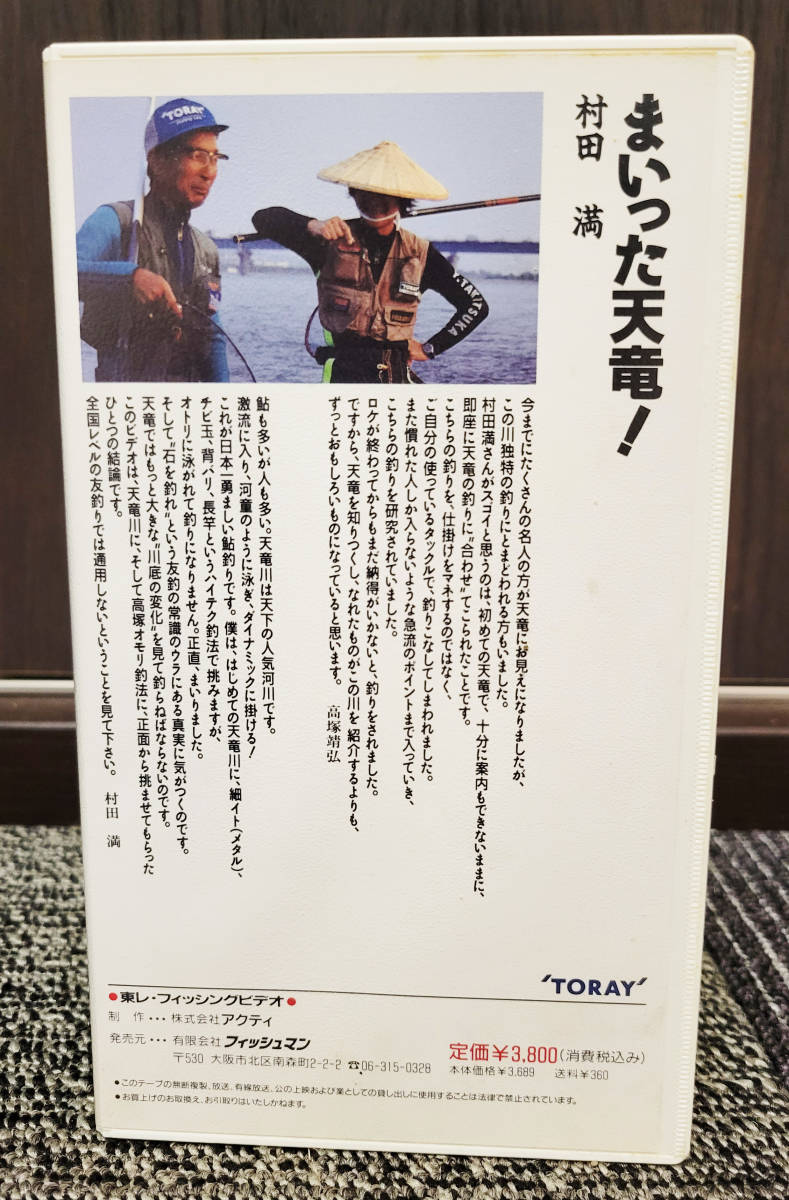 まいった天竜!
村田 満
TORAY
TORAY
Y.TAKATSUKA
今までにたくさんの名人の方が天竜にお見えになりましたが、
この川独特の釣りにとまどわれる方もいました。
村田満さんがスゴイと思うのは、初めての天竜で、十分に案内もできないままに、
即座に天竜の釣りに〝合わせ〟てこられたことです。
こちらの釣りを、仕掛けをマネするのではなく、
ご自分の使っているタックルで、釣りこなしてしまわれました。
また慣れた人しか入らないような急流のポイントまで入っていき、
こちらの釣りを研究されていました。
ロケが終わってからもまだ納得がいかないと、釣りをされました。
ですから、天竜を知りつくし、なれたものがこの川を紹介するよりも、
ずっとおもしろいものになっていると思います。 高塚靖弘
鮎も多いが人も多い。天竜川は天下の人気河川です。
激流に入り、河童のように泳ぎ、ダイナミックに掛ける!
これが日本一勇ましい鮎釣りです。僕は、はじめての天竜川に、細イト(メタル)、
チビ玉、背バリ、長竿というハイテク釣法で挑みますが、
オトリに泳がれて釣りになりません。正直、まいりました。
そして〝石を釣れ〟という友釣の常識のウラにある真実に気がつくのです。
天竜ではもっと大きな〝川底の変化〟を見て釣らねばならないのです。
このビデオは、天竜川に、そして高塚オモリ釣法に、正面から挑ませてもらった
ひとつの結論です。
全国レベルの友釣りでは通用しないということを見て下さい。 村田 満
'TORAY'
●東レ・フィッシングビデオ●
制 作・・・株式会社アクティ
発売元・・・有限会社フィッシュマン
〒530 大阪市北区南森町2-2-2 ☎06-315-0328
定価¥3,800(消費税込み)
本体価格¥3,689 送料¥360
●このテープの無断複製、放送、有線放送、公の上映および業としての貸し出しに使用することは法律で禁止されています。
●お買上げのお取換え、お引取りはいたしかねます。